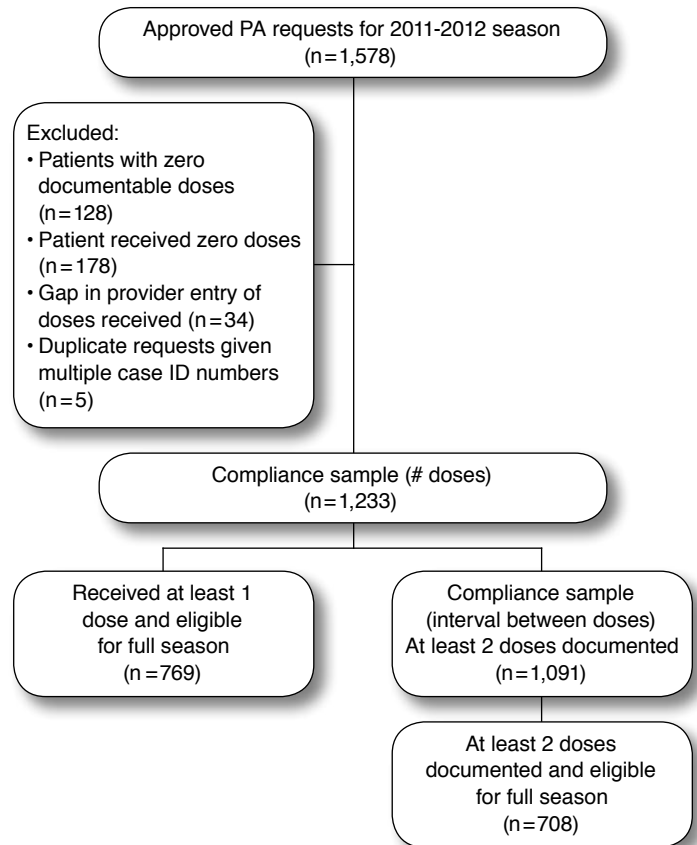 Approved PA requests for 2011-2012 season
(n=1,578)
Excluded:
• Patients with zero
documentable doses
(n=128)
• Patient received zero doses
(n=178)
• Gap in provider entry of
doses received (n=34)
• Duplicate requests given
multiple case ID numbers
(n=5)
Compliance sample (# doses)
(n=1,233)
Received at least 1
dose and eligible
for full season
(n=769)
Compliance sample
(interval between doses)
At least 2 doses documented
(n=1,091)
At least 2 doses
documented and eligible
for full season
(n=708)